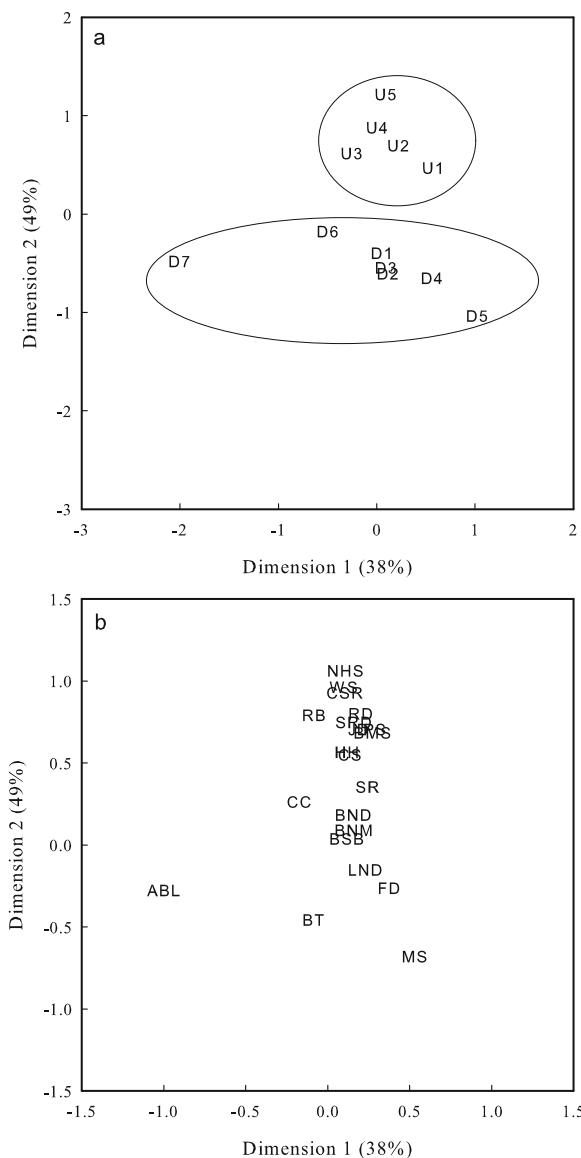 a
2
1
0
-1
-2
-3
Dimension 2 (49%)
U5
U4
U2
U3
U1
D6
D1
D7
D3
D2
D4
D5
-3
-2
-1
0
1
2
Dimension 1 (38%)
b
1.5
1.0
0.5
0.0
-0.5
-1.0
-1.5
Dimension 2 (49%)
NHS
WS
CSR
RB
RD
SPD
BMS
HH
CS
SR
CC
BND
BNM
BSB
LND
ABL
FD
BT
MS
-1.5
-1.0
-0.5
0.0
0.5
1.0
1.5
Dimension 1 (38%)